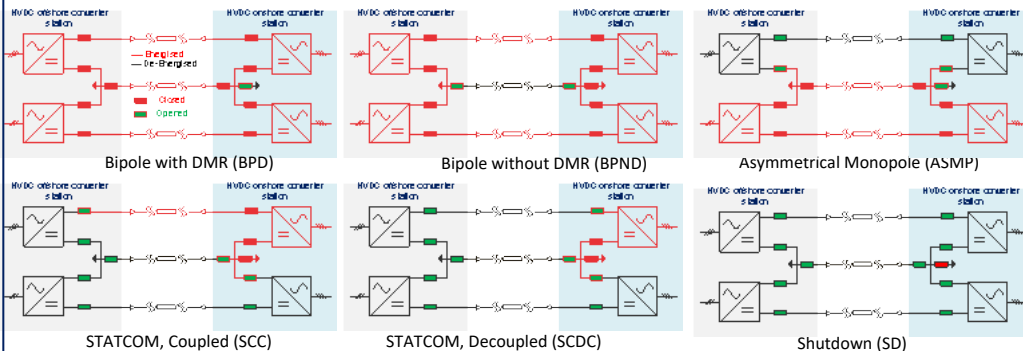 HVDC offshore converter station
HVDC onshore converter station
HVDC offshore converter station
HVDC onshore converter station
HVDC offshore converter station
HVDC onshore converter station
Energised
De-Energised
Closed
Opened
Bipole with DMR (BPD)
Bipole without DMR (BPND)
Asymmetrical Monopole (ASMP)
HVDC offshore converter station
HVDC onshore converter station
HVDC offshore converter station
HVDC onshore converter station
HVDC offshore converter station
HVDC onshore converter station
STATCOM, Coupled (SCC)
STATCOM, Decoupled (SCDC)
Shutdown (SD)